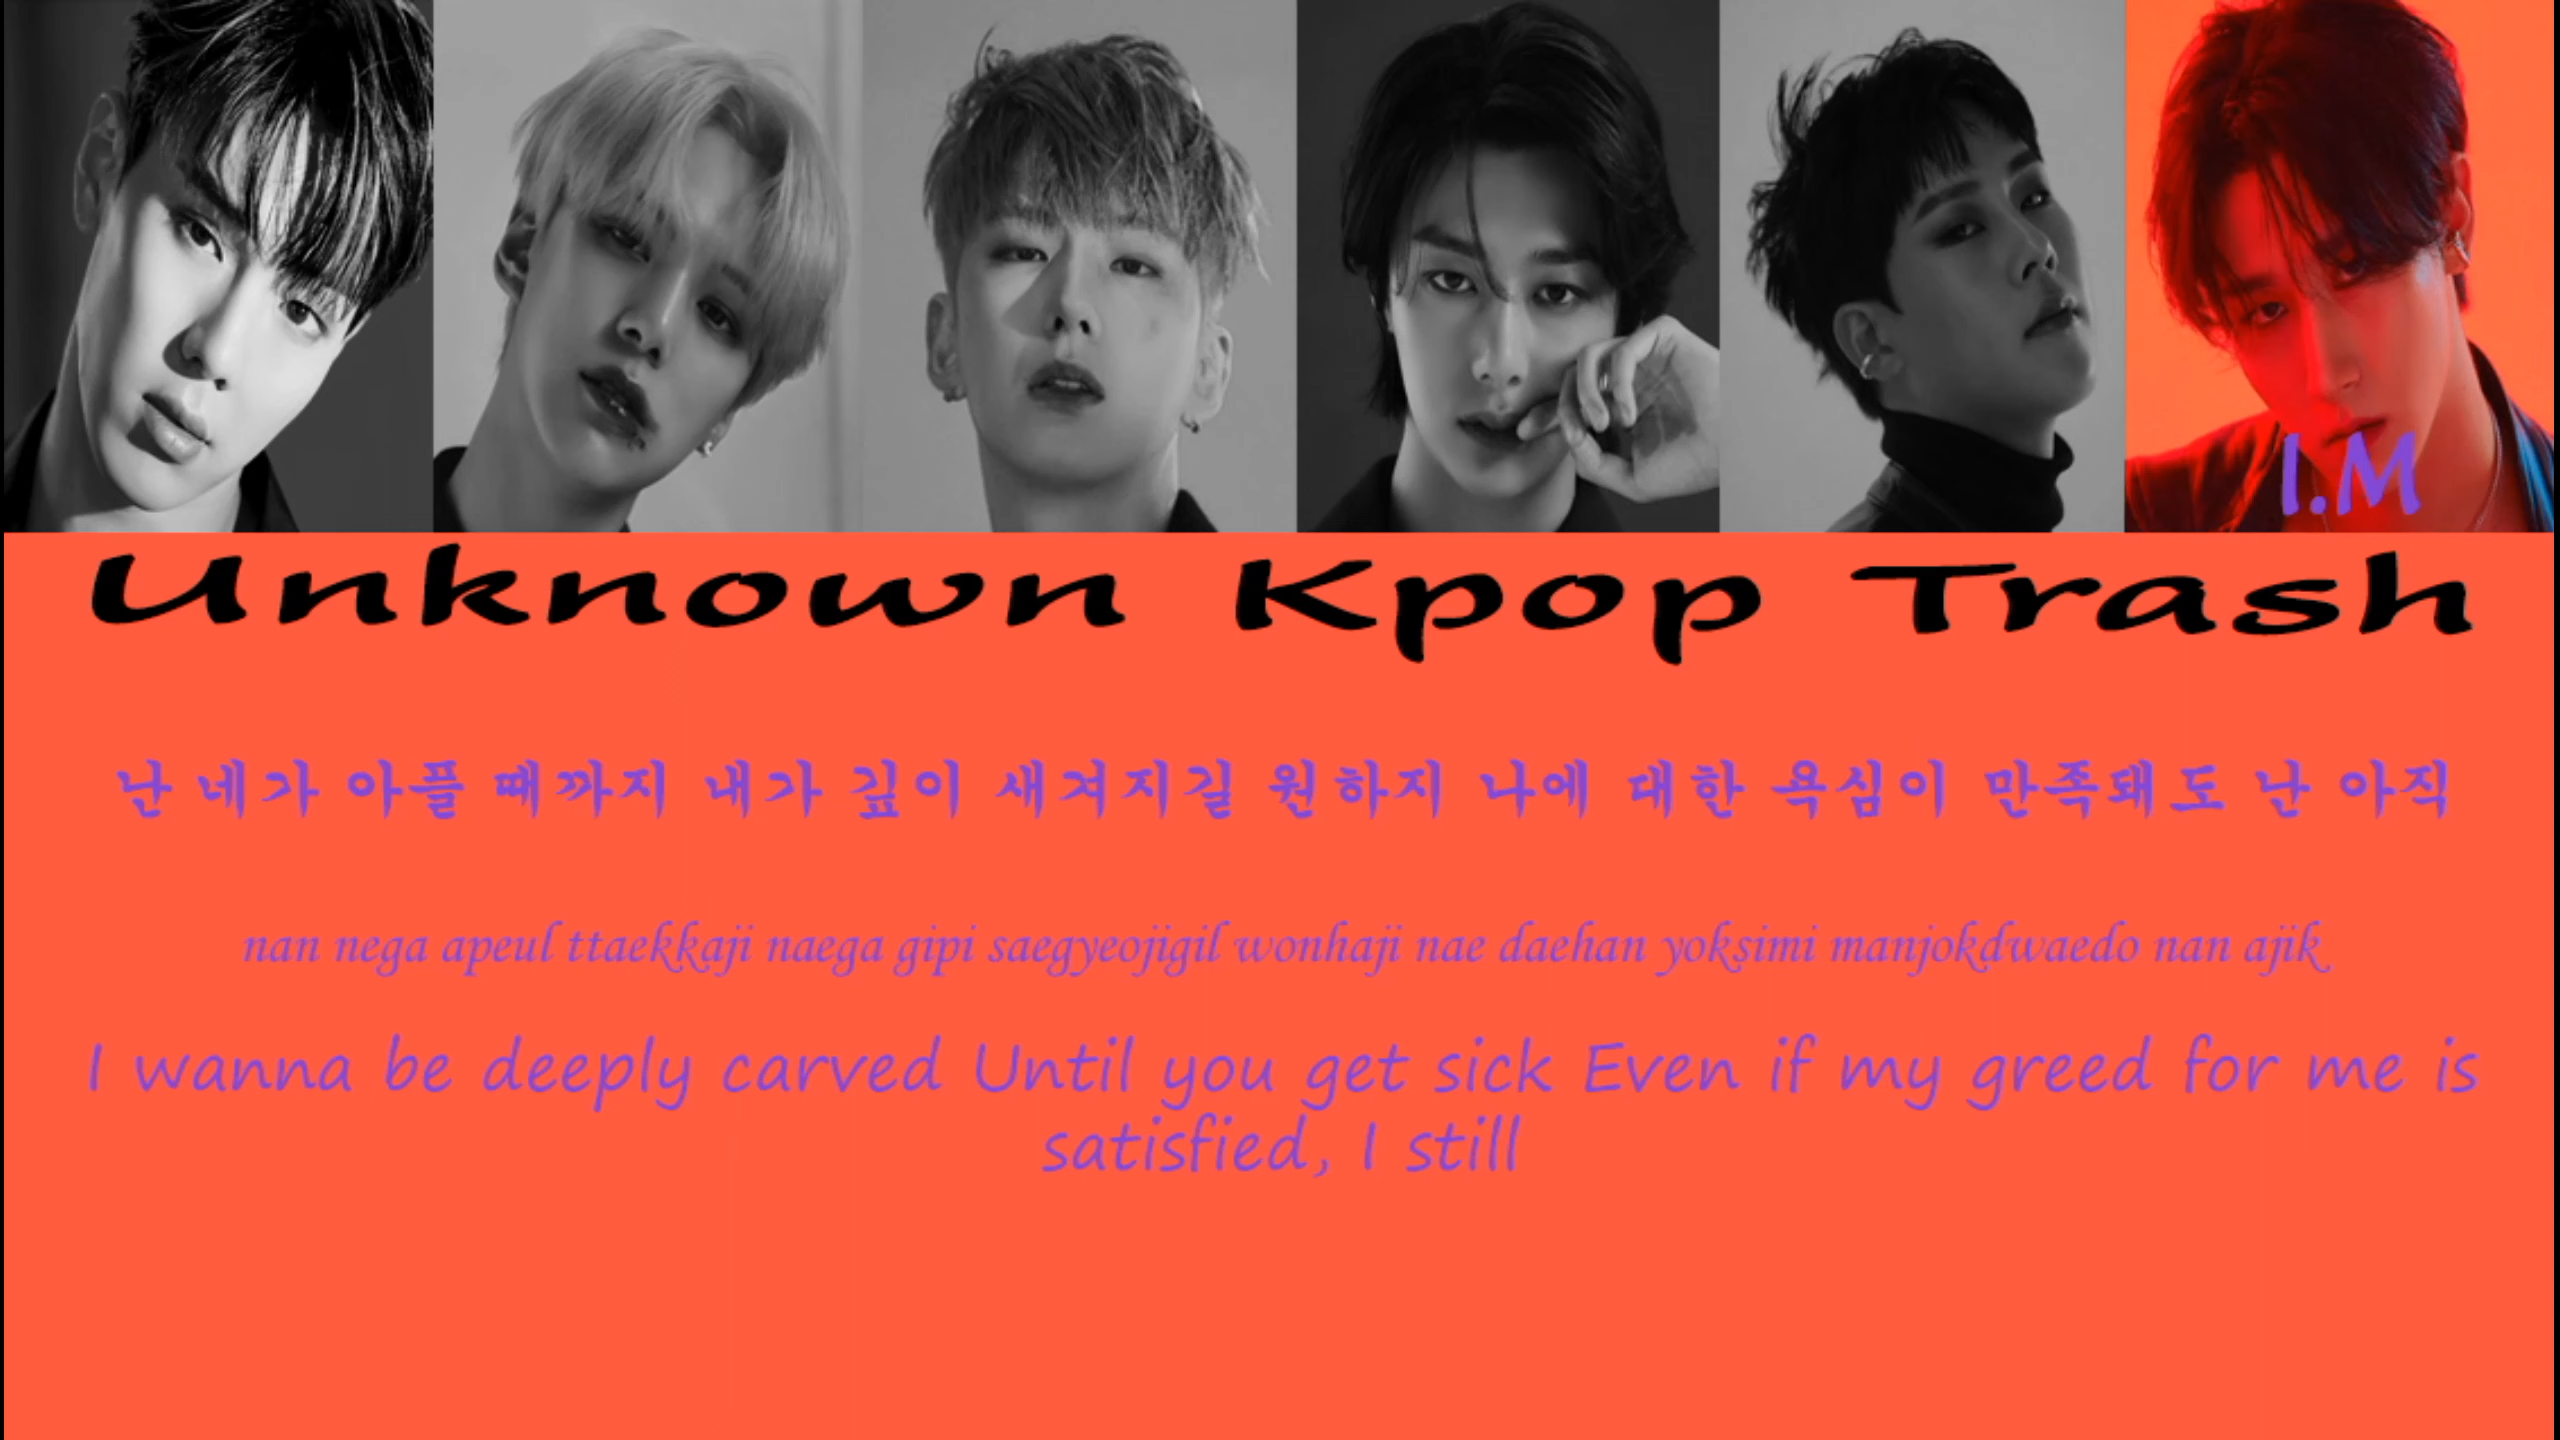 I.M
Unknown Kpop Trash
난 네가 아플 때까지 내가 깊이 새겨지길 원하지 나에 대한 욕심이 만족돼도 난 아직
nan nega apeul ttaekkaji naega gipi saegyeojigil wonhaji nae daehan yoksimi manjokdwaedo nan ajik
I wanna be deeply carved Until you get sick Even if my greed for me is
satisfied, I still